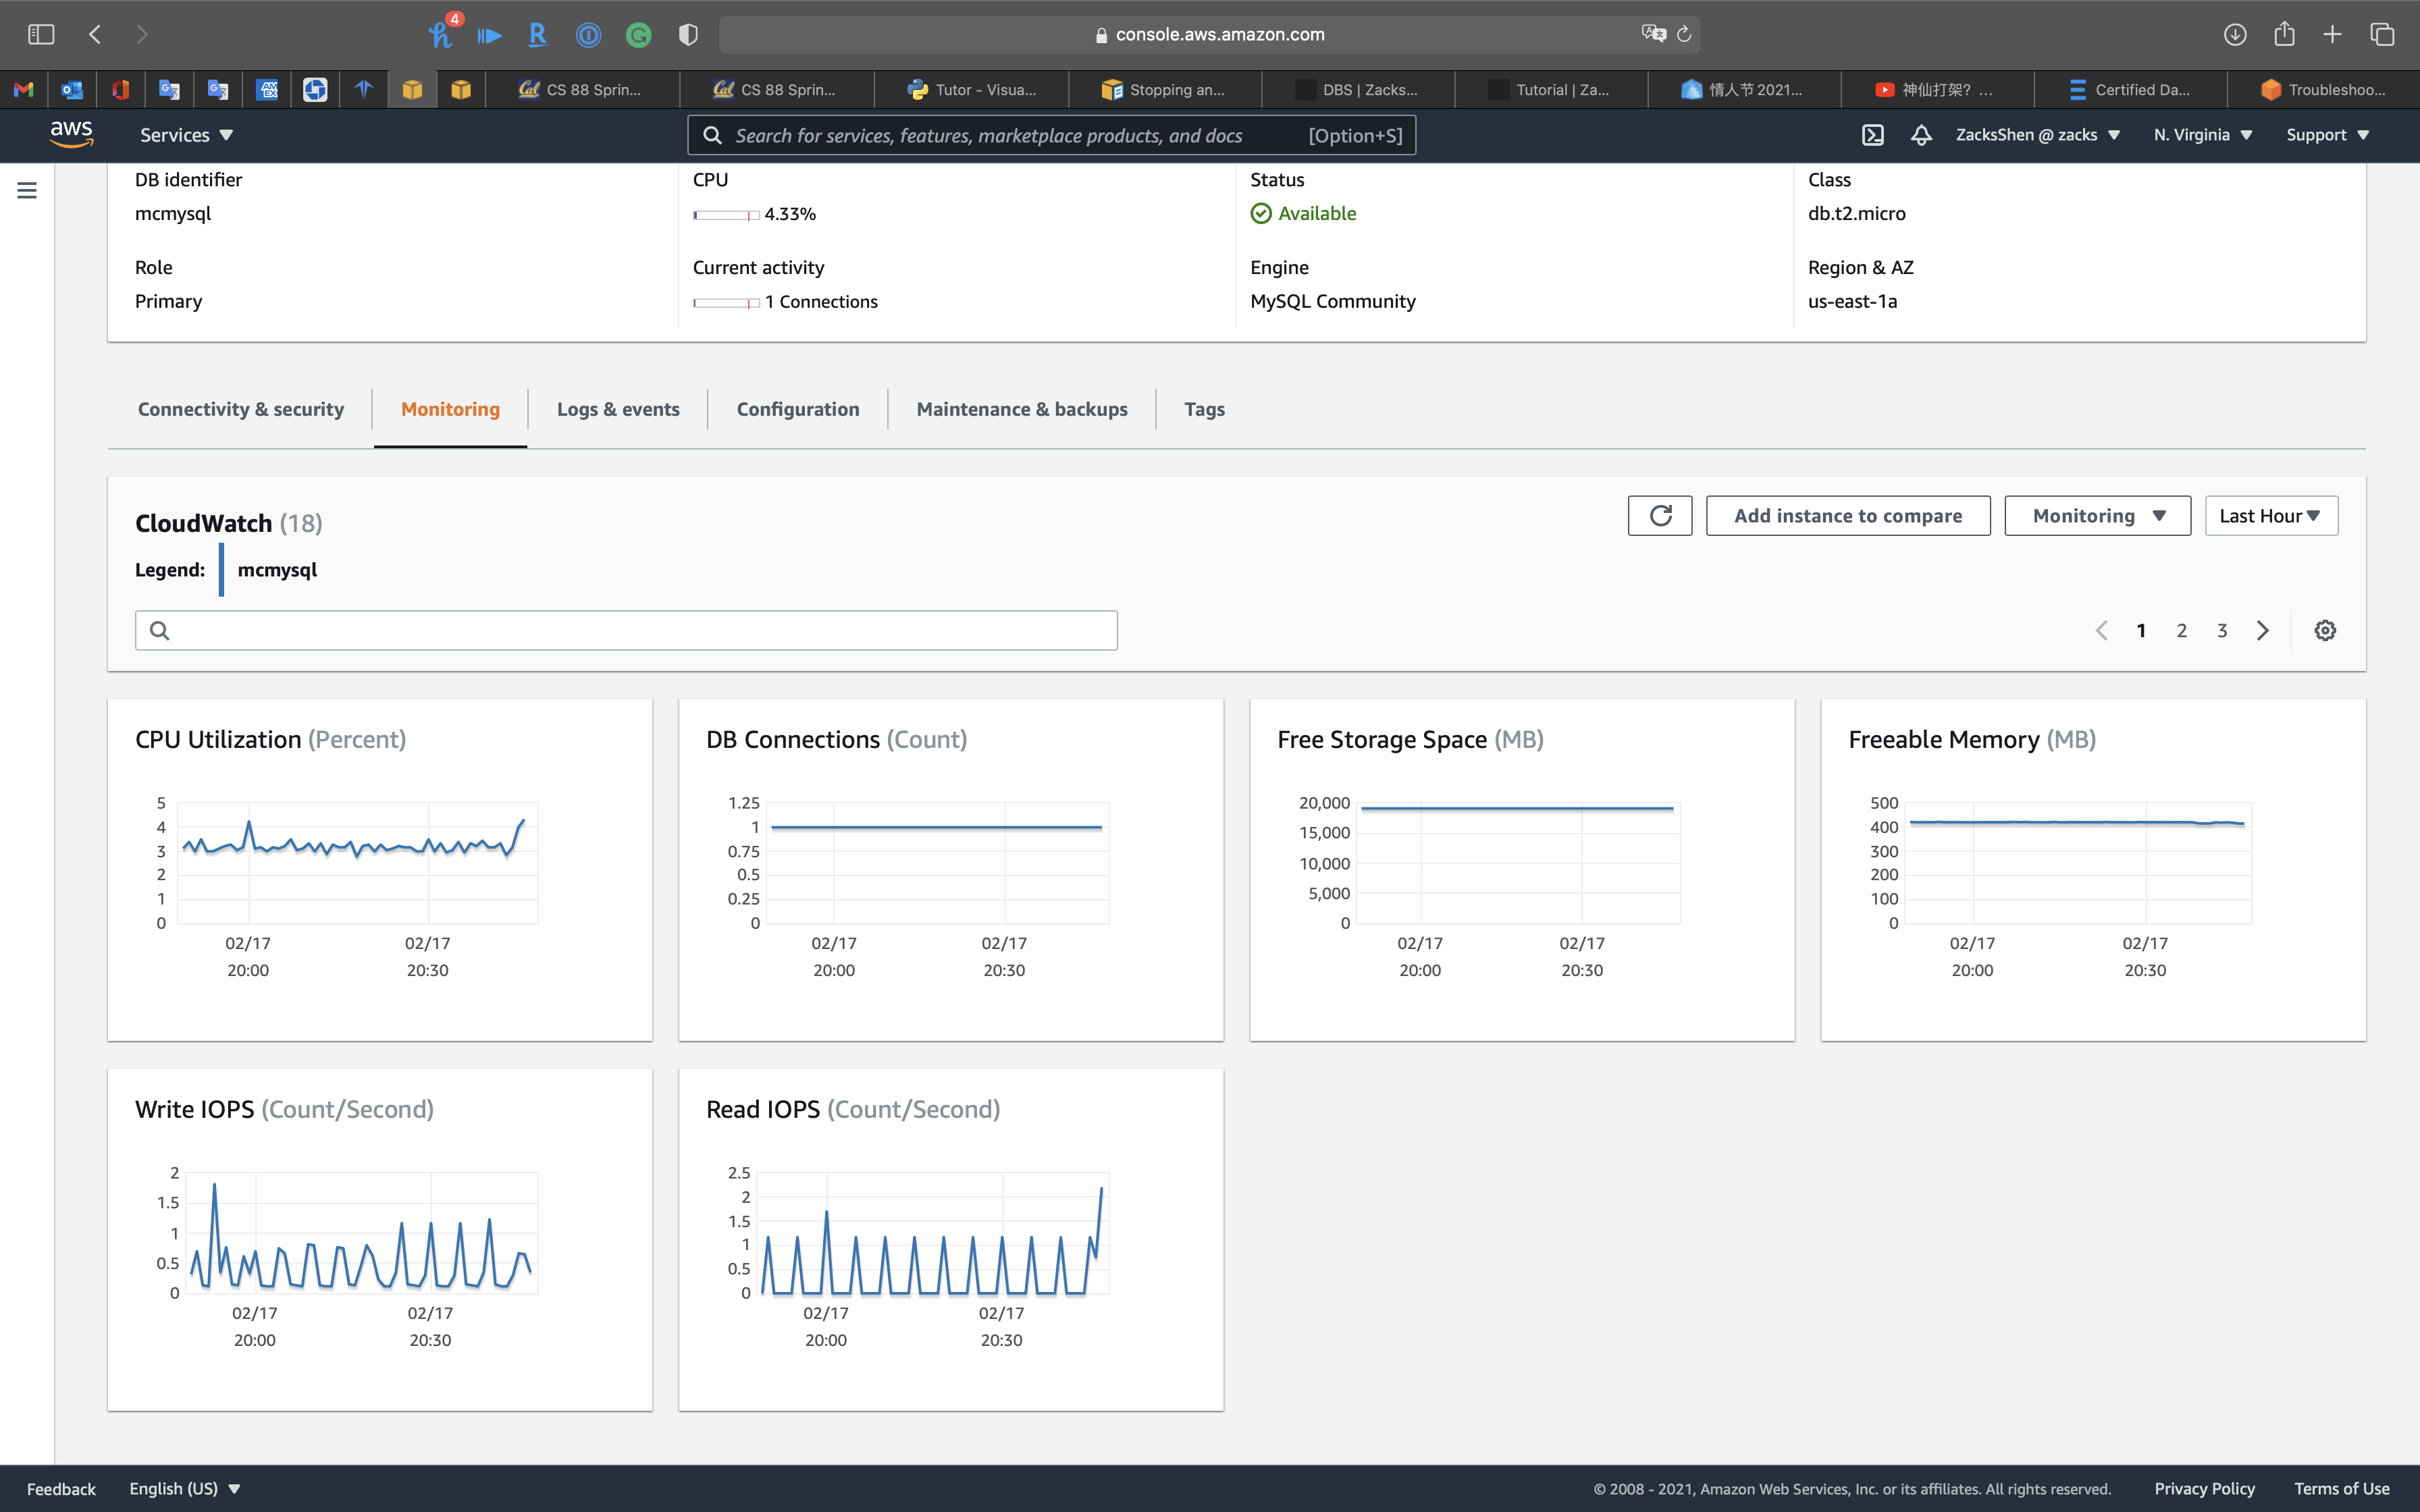 4
console.aws.amazon.com
CS 88 Sprin...
CS 88 Sprin...
Tutor - Visua...
Stopping an...
DBS | Zacks...
Tutorial | Za...
情人节 2021...
神仙打架? ...
Certified Da...
Troubleshoo...
aws
Services
Search for services, features, marketplace products, and docs
[Option+S]
ZacksShen @ zacks
N. Virginia
Support
DB identifier
mcmysql
CPU
4.33%
Status
Available
Class
db.t2.micro
Role
Primary
Current activity
1 Connections
Engine
MySQL Community
Region & AZ
us-east-1a
Connectivity & security
Monitoring
Logs & events
Configuration
Maintenance & backups
Tags
CloudWatch (18)
Add instance to compare
Monitoring
Last Hour
Legend:
mcmysql
1
2
3
CPU Utilization (Percent)
5
4
3
2
1
0
02/17
20:00
02/17
20:30
DB Connections (Count)
1.25
1
0.75
0.5
0.25
0
02/17
20:00
02/17
20:30
Free Storage Space (MB)
20,000
15,000
10,000
5,000
0
02/17
20:00
02/17
20:30
Freeable Memory (MB)
500
400
300
200
100
0
02/17
20:00
02/17
20:30
Write IOPS (Count/Second)
2
1.5
1
0.5
0
02/17
20:00
02/17
20:30
Read IOPS (Count/Second)
2.5
2
1.5
1
0.5
0
02/17
20:00
02/17
20:30
Feedback
English (US)
© 2008 - 2021, Amazon Web Services, Inc. or its affiliates. All rights reserved.
Privacy Policy
Terms of Use